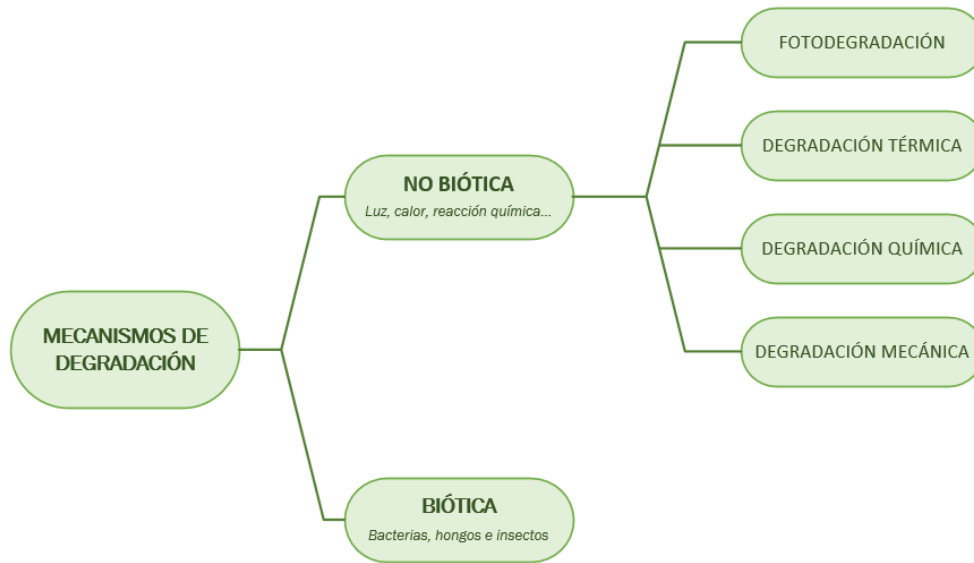 MECANISMOS DE
DEGRADACIÓN
NO BIÓTICA
Luz, calor, reacción química...
FOTODEGRADACIÓN
DEGRADACIÓN TÉRMICA
DEGRADACIÓN QUÍMICA
DEGRADACIÓN MECÁNICA
BIÓTICA
Bacterias, hongos e insectos